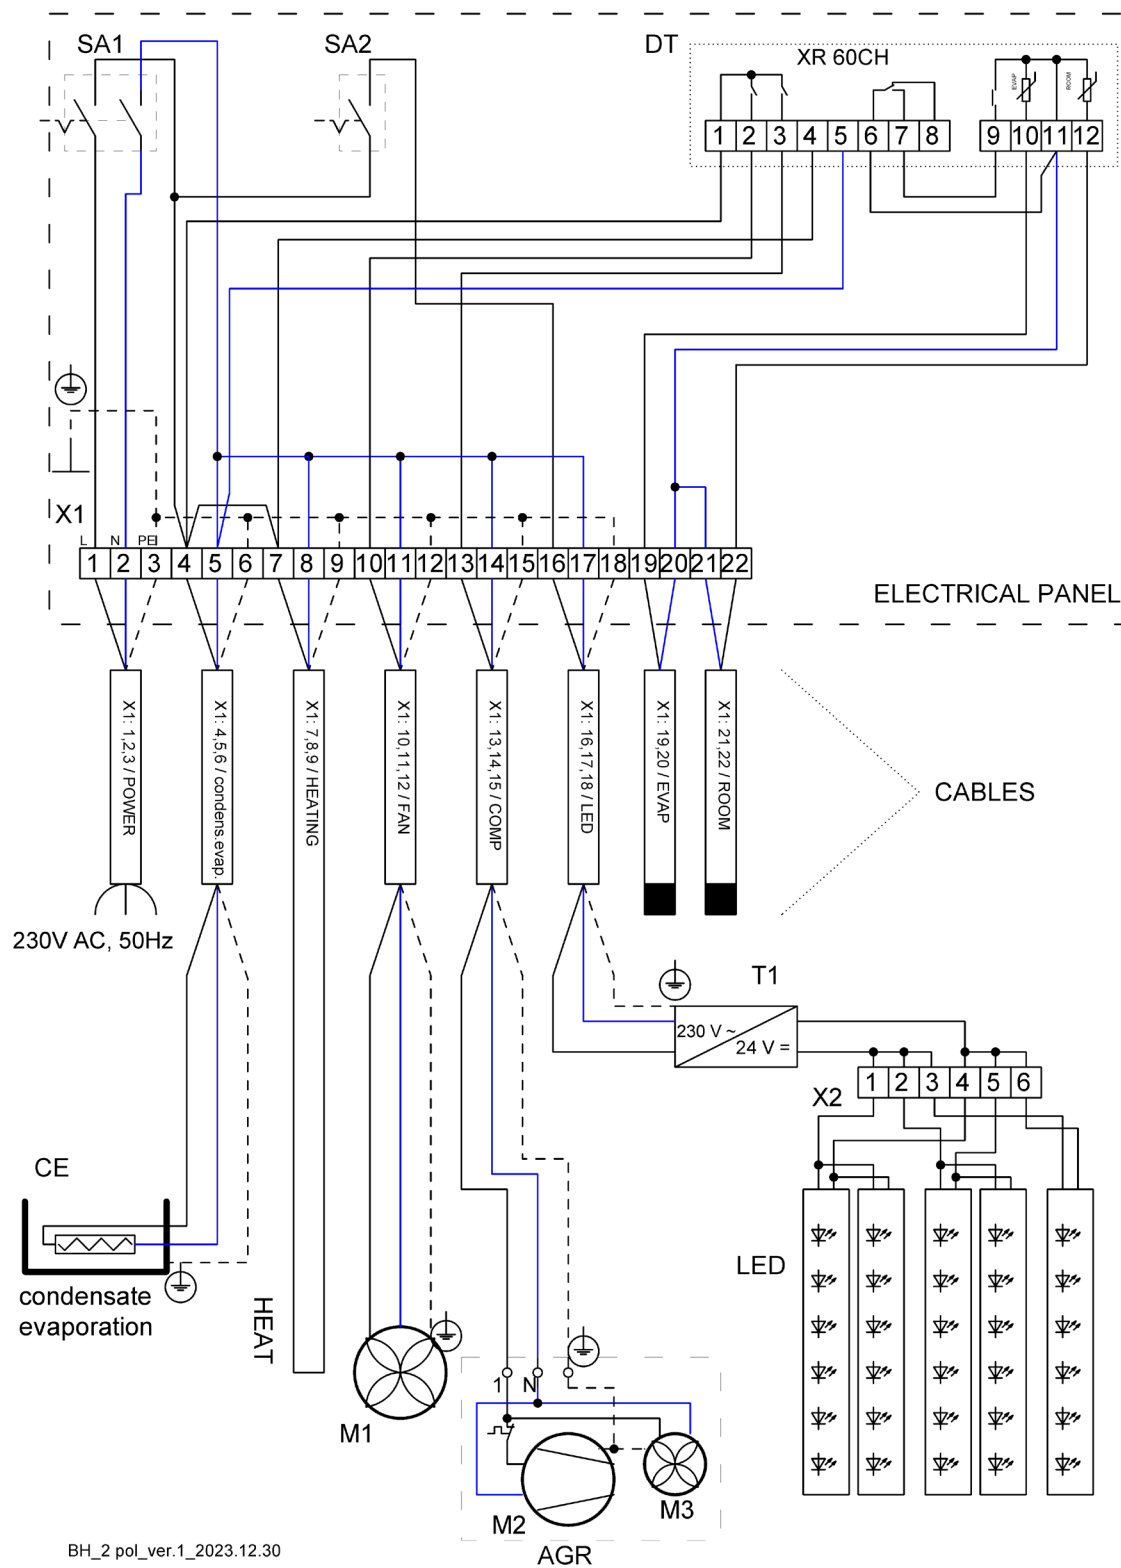 SA1
SA2
DT
XR 60CH
EVAP
ROOM
1 2 3 4 5 6 7 8
9 10 11 12
X1
L N PE
1 2 3 4 5 6 7 8 9 10 11 12 13 14 15 16 17 18 19 20 21 22
ELECTRICAL PANEL
X1: 1,2,3 / POWER
X1: 4,5,6 / condens.evap.
X1: 7,8,9 / HEATING
X1: 10,11,12 / FAN
X1: 13,14,15 / COMP
X1: 16,17,18 / LED
X1: 19,20 / EVAP
X1: 21,22 / ROOM
CABLES
230V AC, 50Hz
T1
230 V ~
24 V =
X2
1 2 3 4 5 6
CE
LED
condensate
evaporation
HEAT
1 N
M1
M2
M3
AGR
BH_2 pol_ver.1_2023.12.30